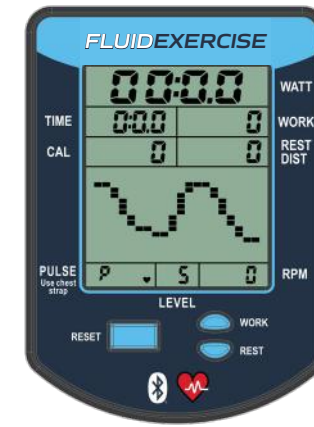 FLUIDEXERCISE
00:0.0 WATT
TIME 0:0.0 0 WORK
CAL 0 0 REST
DIST
PULSE P S 0 RPM
Use chest
strap
LEVEL
RESET
WORK
REST